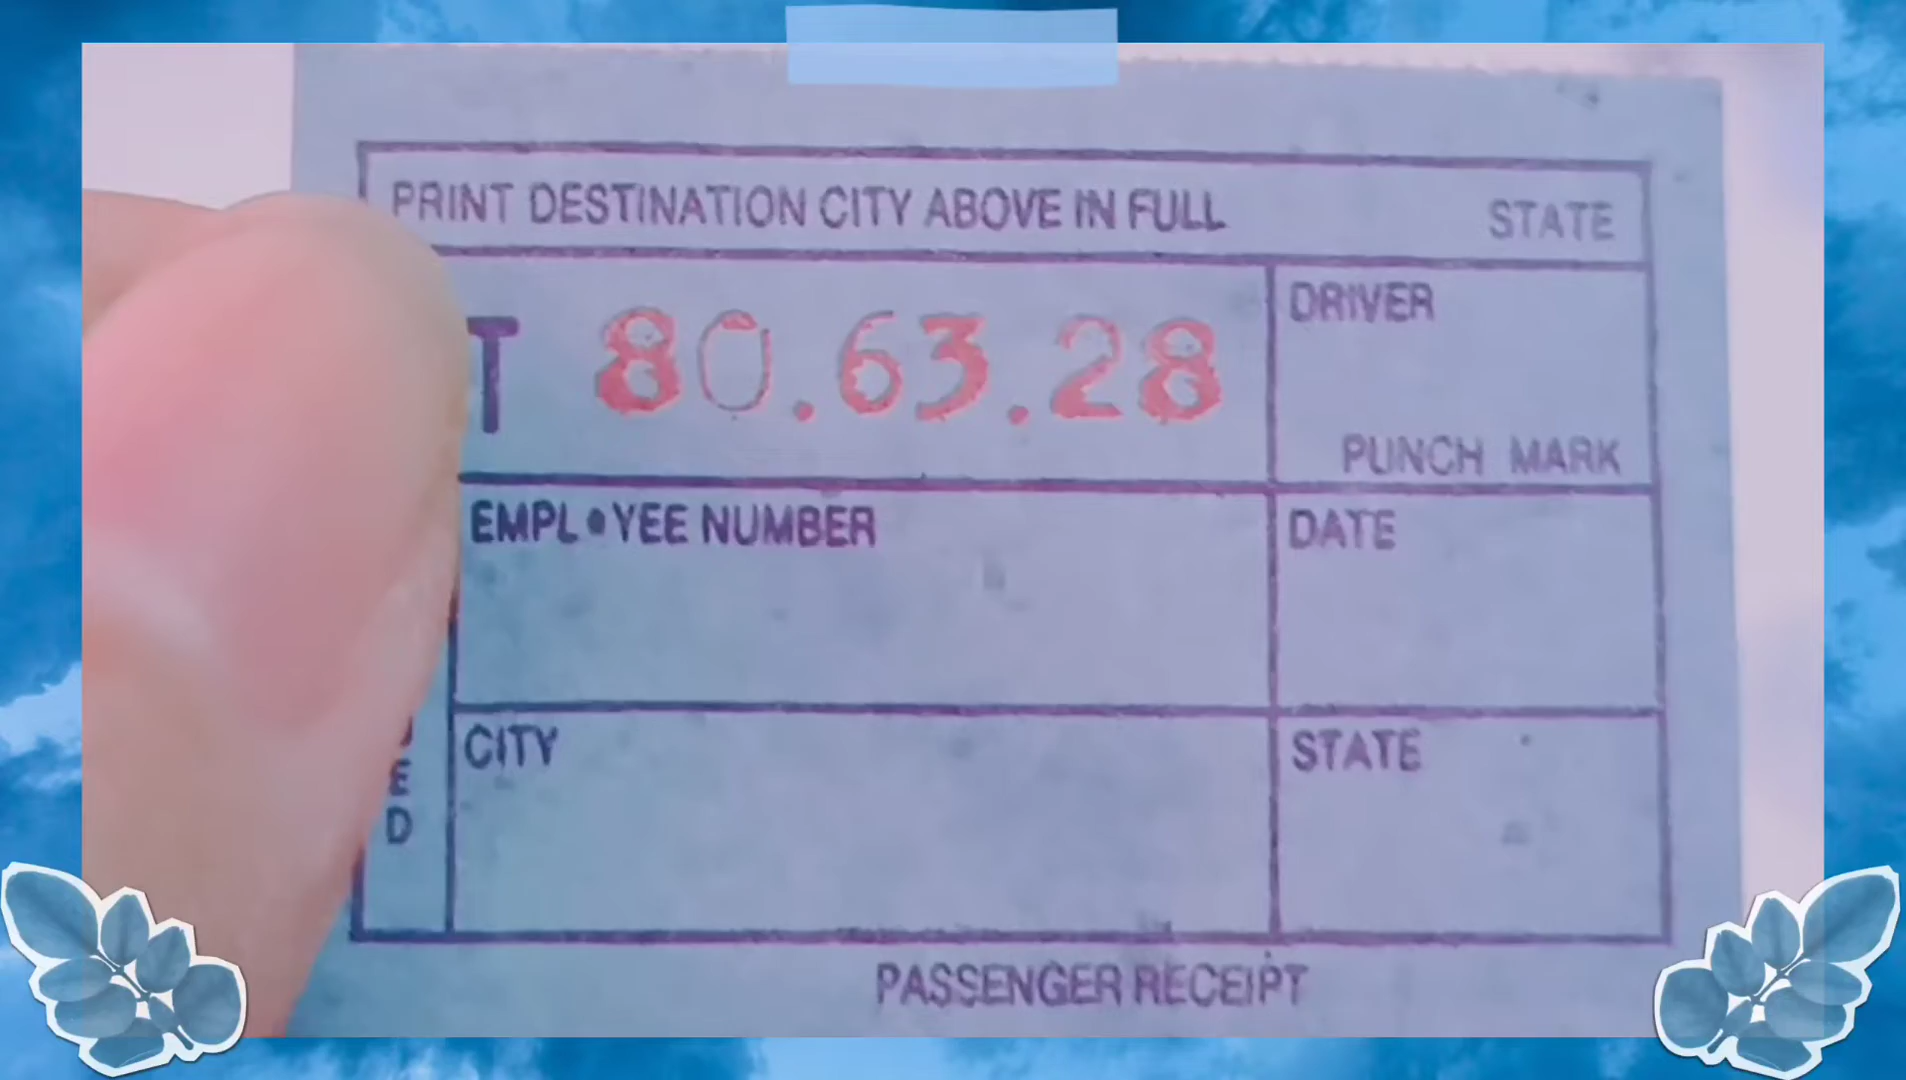 PRINT DESTINATION CITY ABOVE IN FULL STATE
T 80.63.28
DRIVER
PUNCH MARK
EMPL•YEE NUMBER
DATE
CITY
STATE
E
D
PASSENGER RECEIPT